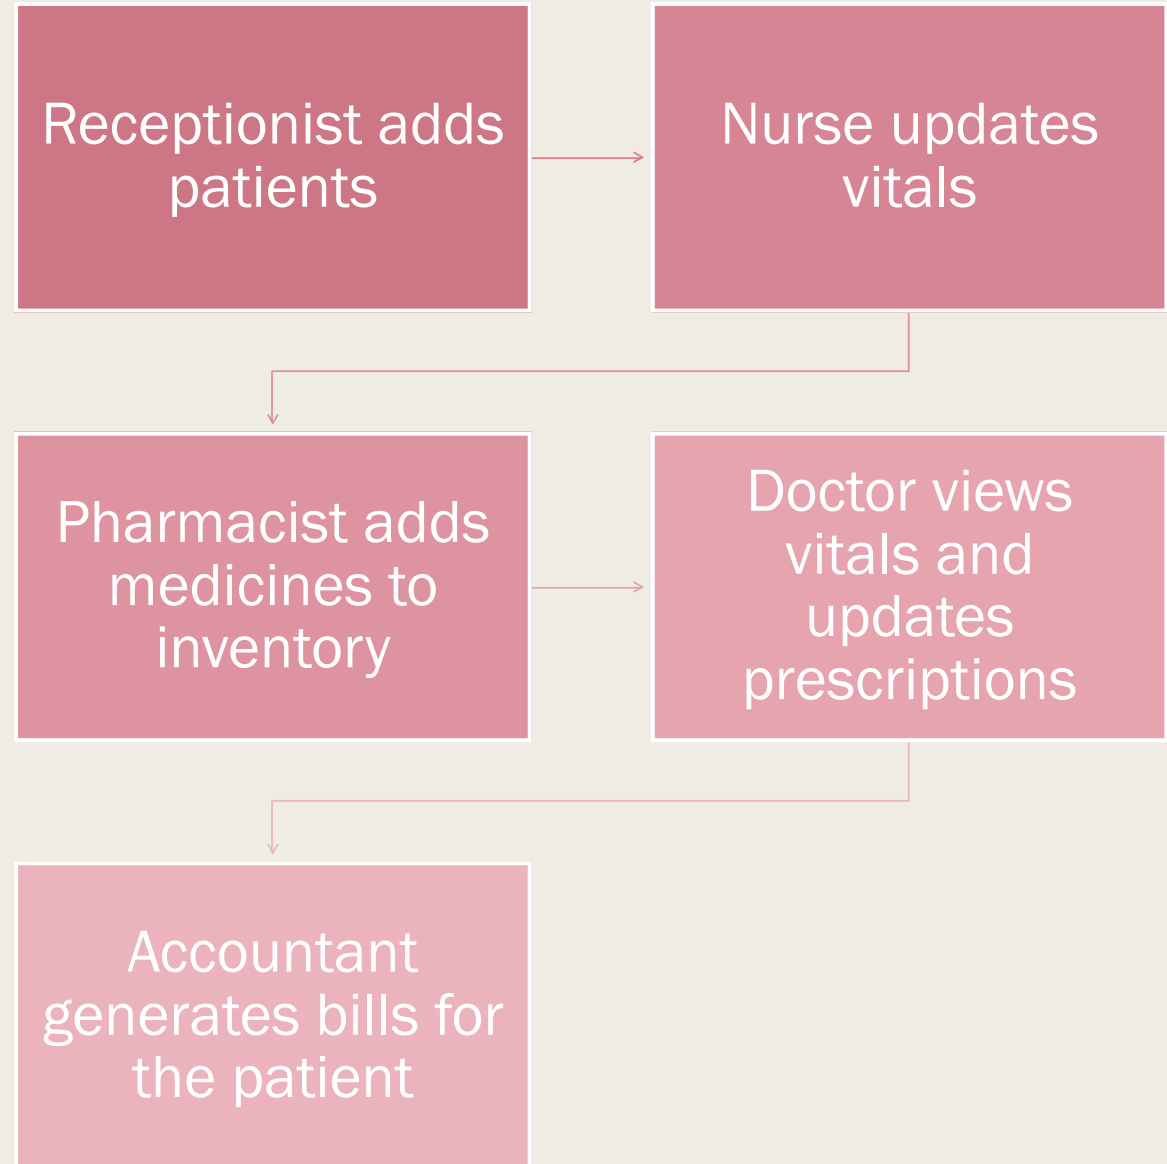 Receptionist adds
patients
Nurse updates
vitals
Pharmacist adds
medicines to
inventory
Doctor views
vitals and
updates
prescriptions
Accountant
generates bills for
the patient